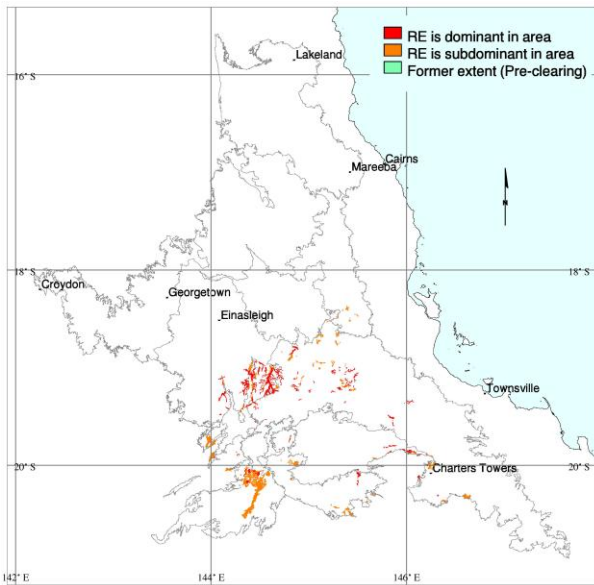 RE is dominant in area
RE is subdominant in area
Former extent (Pre-clearing)
Lakeland
16° S
Cairns
Mareeba
N
18° S
18° S
Croydon
Georgetown
Einasleigh
Townsville
20° S
Charters Towers
20° S
142° E
144° E
146° E